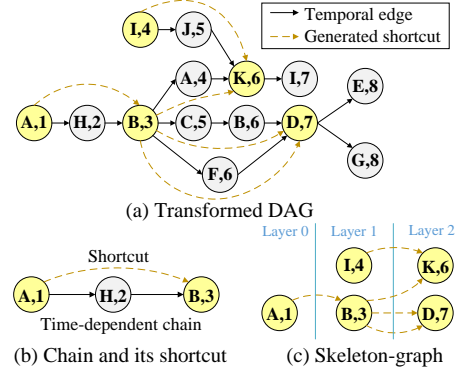 I,4 J,5 Temporal edge
Generated shortcut
A,4 K,6 I,7 E,8
A,1 H,2 B,3 C,5 B,6 D,7
F,6 G,8
(a) Transformed DAG
Layer 0 Layer 1 Layer 2
Shortcut I,4 K,6
A,1 H,2 B,3 A,1 B,3 D,7
Time-dependent chain
(b) Chain and its shortcut (c) Skeleton-graph